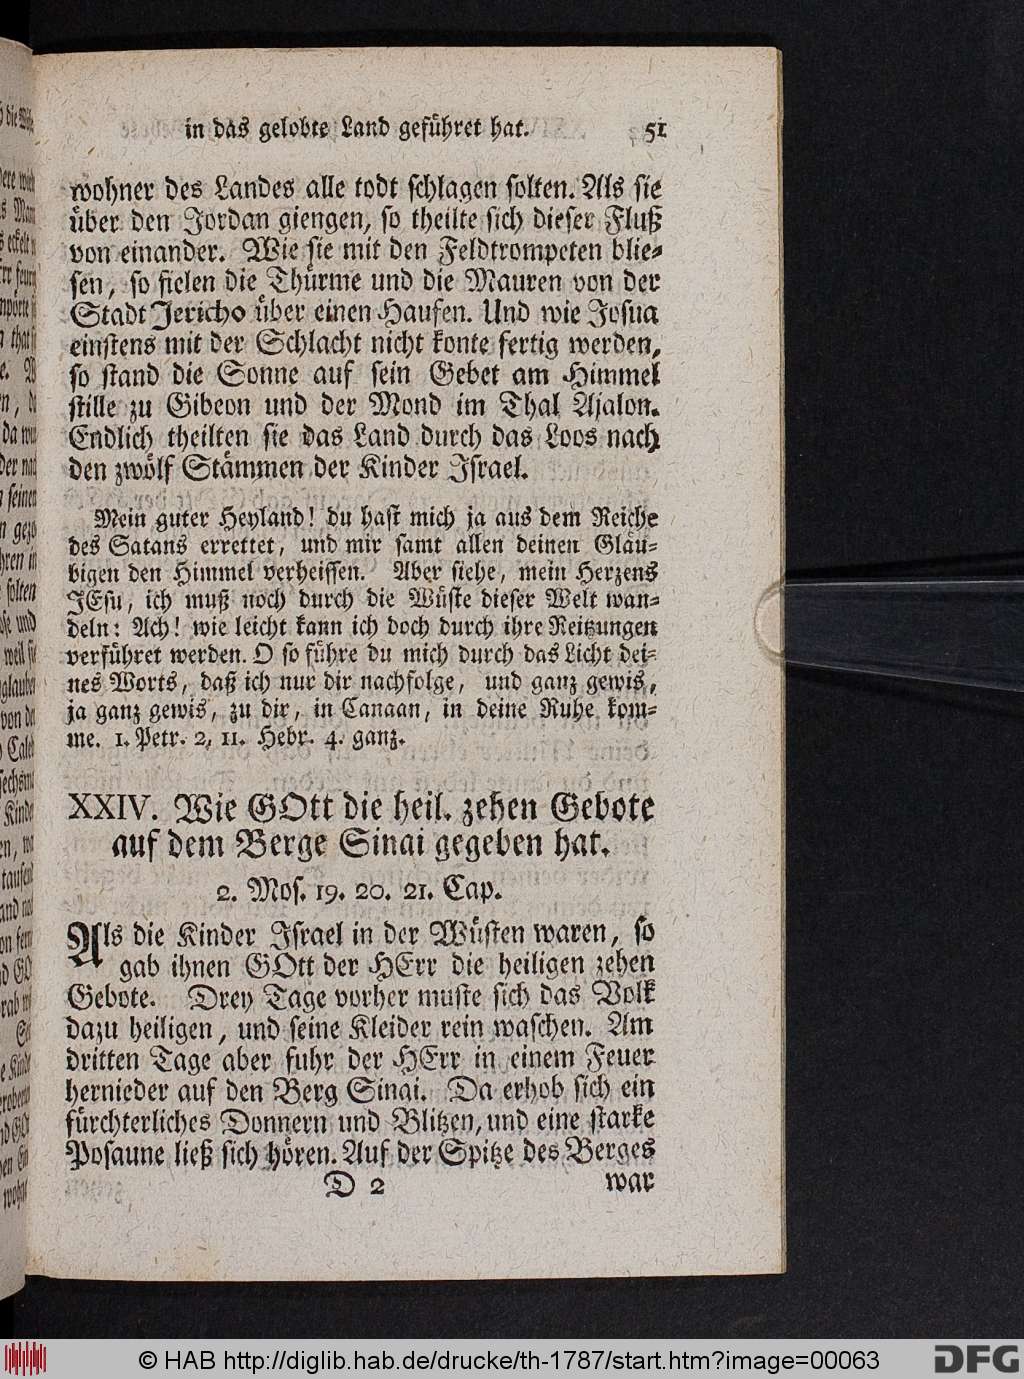 in das gelobte Land geführet hat. 51
wohner des Landes alle todt schlagen solten. Als sie
über den Jordan giengen, so theilte sich dieser Fluß
von einander. Wie sie mit den Feldtrompeten blie-
sen, so fielen die Thürme und die Mauren von der
Stadt Jericho über einen Haufen. Und wie Josua
einstens mit der Schlacht nicht konte fertig werden,
so stand die Sonne auf sein Gebet am Himmel
stille zu Gibeon und der Mond im Thal Ajalon.
Endlich theilten sie das Land durch das Loos nach
den zwölf Stämmen der Kinder Israel.
Mein guter Heyland! du hast mich ja aus dem Reiche
des Satans errettet, und mir samt allen deinen Gläu-
bigen den Himmel verheissen. Aber siehe, mein Herzens
JEsu, ich muß noch durch die Wüste dieser Welt wan-
deln: Ach! wie leicht kann ich doch durch ihre Reitzungen
verführet werden. O so führe du mich durch das Licht dei-
nes Worts, daß ich nur dir nachfolge, und ganz gewis,
ja ganz gewis, zu dir, in Canaan, in deine Ruhe kom-
me. 1. Petr. 2, 11. Hebr. 4. ganz.
XXIV. Wie GOtt die heil. zehen Gebote
auf dem Berge Sinai gegeben hat.
2. Mos. 19. 20. 21. Cap.
Als die Kinder Israel in der Wüsten waren, so
gab ihnen GOtt der HErr die heiligen zehen
Gebote. Drey Tage vorher muste sich das Volk
dazu heiligen, und seine Kleider rein waschen. Am
dritten Tage aber fuhr der HErr in einem Feuer
hernieder auf den Berg Sinai. Da erhob sich ein
fürchterliches Donnern und Blitzen, und eine starke
Posaune ließ sich hören. Auf der Spitze des Berges
D 2 war
© HAB http://diglib.hab.de/drucke/th-1787/start.htm?image=00063
DFG